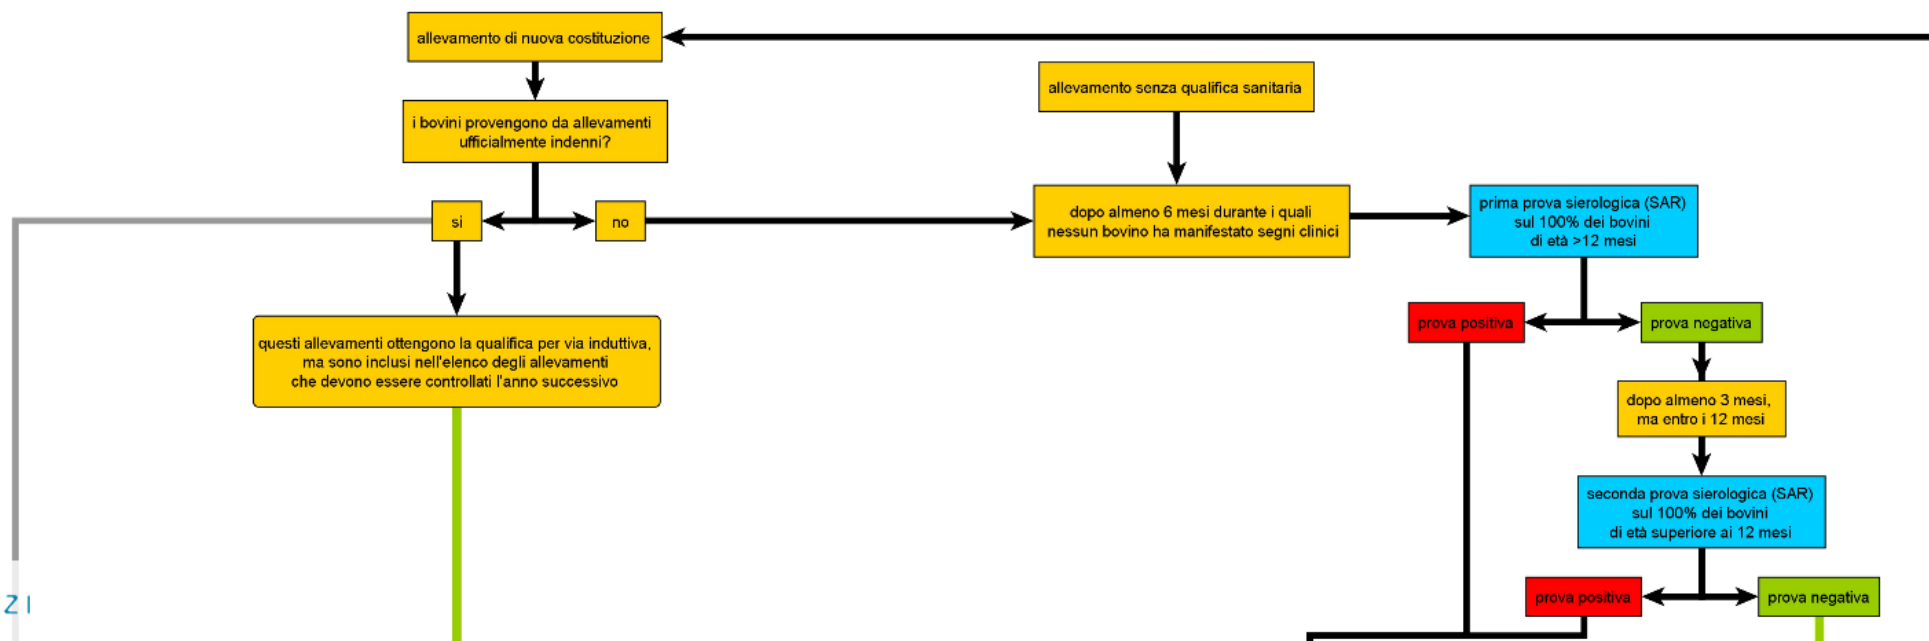 allevamento di nuova costituzione
allevamento senza qualifica sanitaria
i bovini provengono da allevamenti
ufficialmente indenni?
si
no
dopo almeno 6 mesi durante i quali
nessun bovino ha manifestato segni clinici
prima prova sierologica (SAR)
sul 100% dei bovini
di età >12 mesi
prova positiva
prova negativa
questi allevamenti ottengono la qualifica per via induttiva,
ma sono inclusi nell'elenco degli allevamenti
che devono essere controllati l'anno successivo
dopo almeno 3 mesi,
ma entro i 12 mesi
seconda prova sierologica (SAR)
sul 100% dei bovini
di età superiore ai 12 mesi
prova positiva
prova negativa
Z I